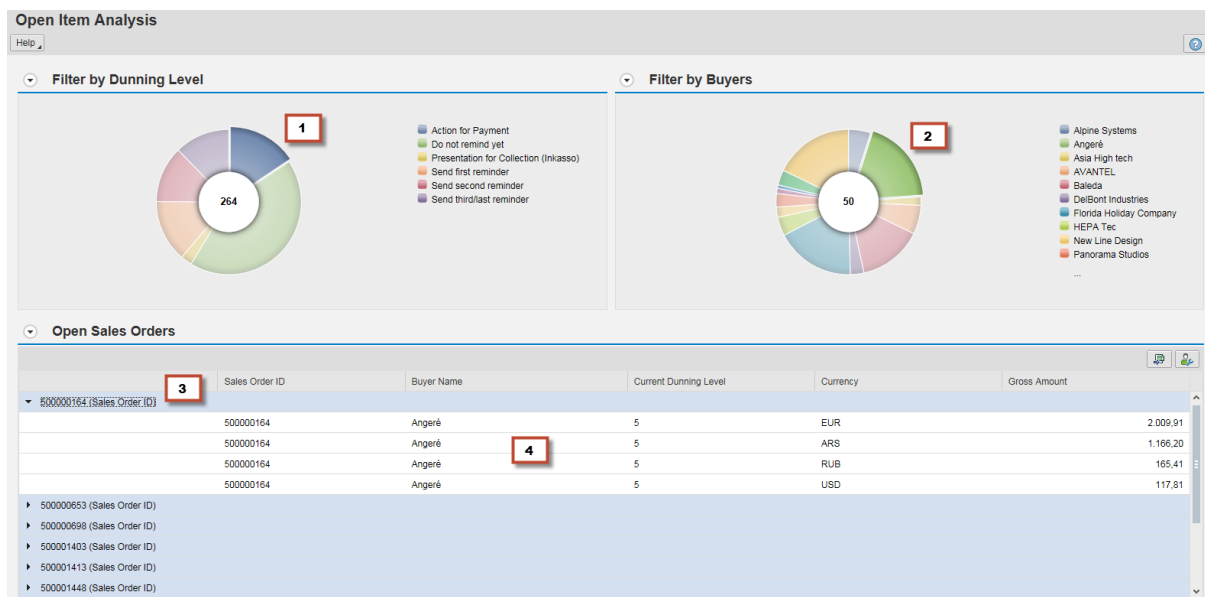 Open Item Analysis
Help
Filter by Dunning Level
1
264
Action for Payment
Do not remind yet
Presentation for Collection (Inkasso)
Send first reminder
Send second reminder
Send third/last reminder
Filter by Buyers
2
50
Alpine Systems
Angeré
Asia High tech
AVANTEL
Baleda
DelBont Industries
Florida Holiday Company
HEPA Tec
New Line Design
Panorama Studios
...
Open Sales Orders
Sales Order ID Buyer Name Current Dunning Level Currency Gross Amount
3
500000164 (Sales Order ID)
500000164 Angeré 5 EUR 2.009,91
500000164 Angeré 5 ARS 1.166,20
4
500000164 Angeré 5 RUB 165,41
500000164 Angeré 5 USD 117,81
500000653 (Sales Order ID)
500000698 (Sales Order ID)
500001403 (Sales Order ID)
500001413 (Sales Order ID)
500001448 (Sales Order ID)